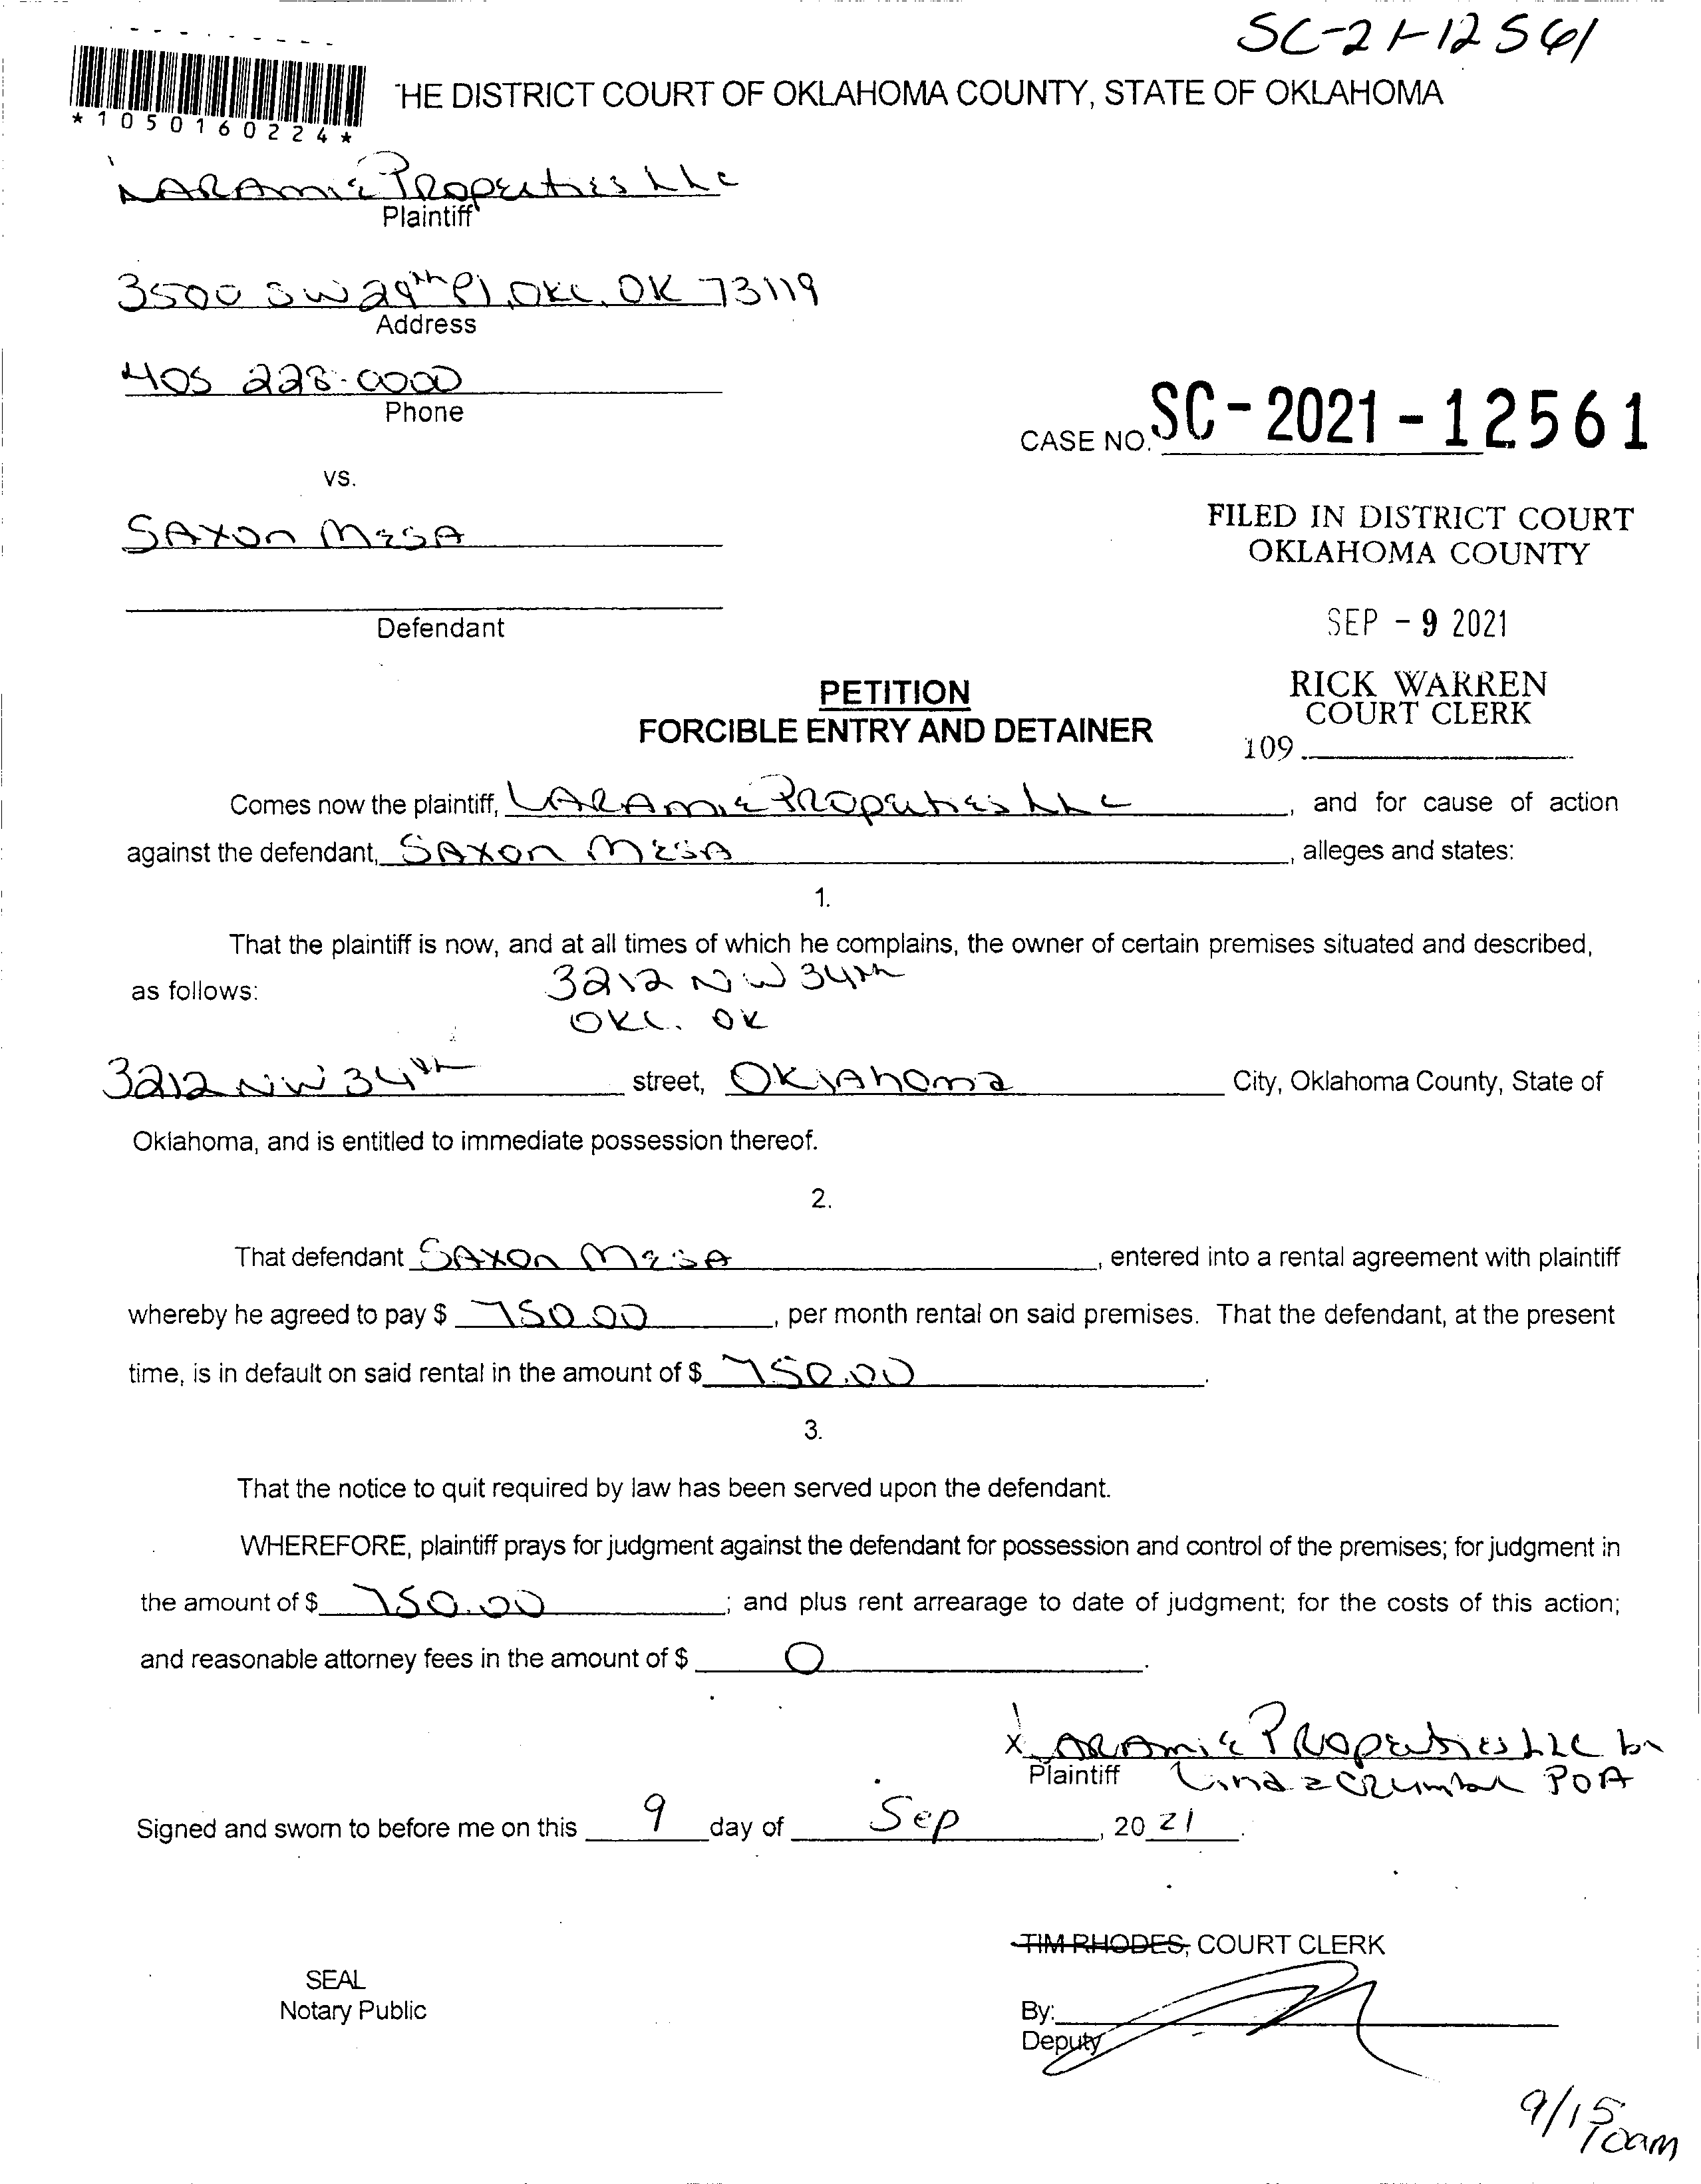 SC-21-12561
*1050160224*
'HE DISTRICT COURT OF OKLAHOMA COUNTY, STATE OF OKLAHOMA
LARAmie PROperties LLC
Plaintiff
3500 SW 29th Pl, OKC, OK 73119
Address
405 228-0000
Phone
CASE NO. SC-2021-12561
vs.
SAXOn MesA
FILED IN DISTRICT COURT
OKLAHOMA COUNTY
Defendant
SEP - 9 2021
RICK WARREN
COURT CLERK
109
PETITION
FORCIBLE ENTRY AND DETAINER
Comes now the plaintiff, LARAmie PROperties LLC, and for cause of action
against the defendant, SAXOn MesA, alleges and states:
1.
That the plaintiff is now, and at all times of which he complains, the owner of certain premises situated and described,
as follows: 3212 NW 34th
OKC. OK
3212 NW 34th street, OKlAhOma City, Oklahoma County, State of
Oklahoma, and is entitled to immediate possession thereof.
2.
That defendant SAXOn MesA, entered into a rental agreement with plaintiff
whereby he agreed to pay $ 750.00, per month rental on said premises. That the defendant, at the present
time, is in default on said rental in the amount of $ 750.00.
3.
That the notice to quit required by law has been served upon the defendant.
WHEREFORE, plaintiff prays for judgment against the defendant for possession and control of the premises; for judgment in
the amount of $ 750.00; and plus rent arrearage to date of judgment; for the costs of this action;
and reasonable attorney fees in the amount of $ 0.
X LARAmie PROperties LLC by
Plaintiff Linda POA
Signed and sworn to before me on this 9 day of Sep, 20 21.
TIM RHODES, COURT CLERK
SEAL
Notary Public
By:
Deputy
9/15
10am